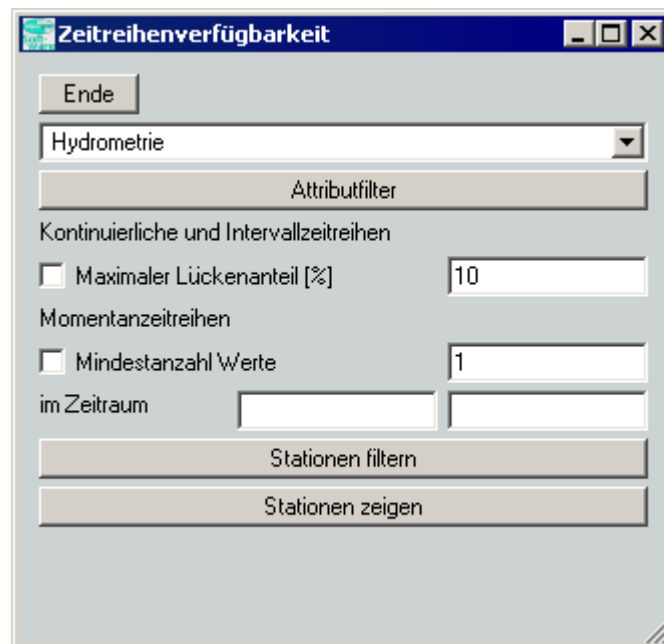 Zeitreihenverfügbarkeit
Ende
Hydrometrie
Attributfilter
Kontinuierliche und Intervallzeitreihen
Maximaler Lückenanteil [%] 10
Momentanzeitreihen
Mindestanzahl Werte 1
im Zeitraum
Stationen filtern
Stationen zeigen